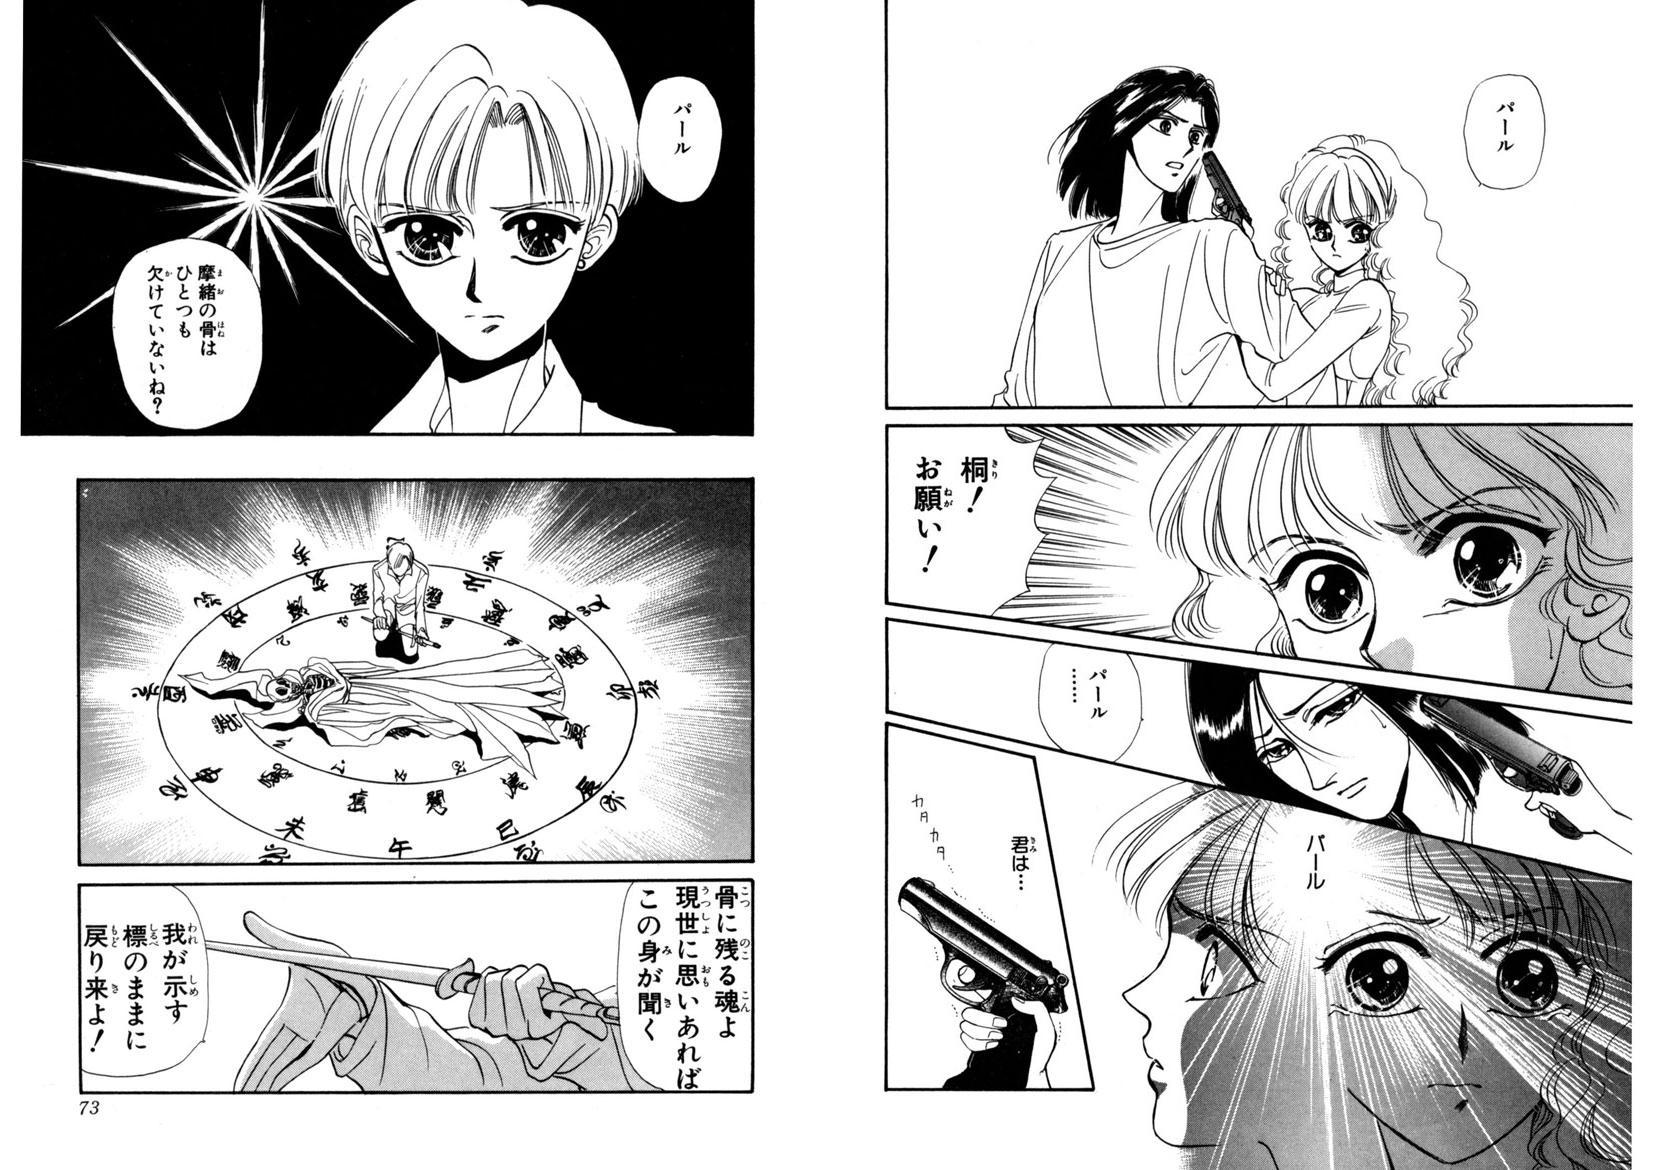 パール
桐！
お願い！
パール
……
パール
君は…
カタカタ
パール
摩緒の骨は
ひとつも
欠けていないね？
未
午
巳
骨に残る魂よ
現世に思いあれば
この身が聞く
我が示す
標のままに
戻り来よ！
73